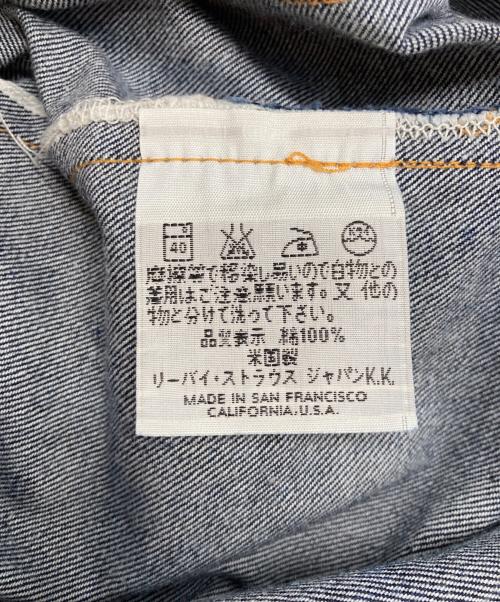 40
摩擦等で移染し易いので白物との
着用はご注意願います。又 他の
物と分けて洗って下さい。
品質表示 綿100%
米国製
リーバイ・ストラウス ジャパンK.K.
MADE IN SAN FRANCISCO
CALIFORNIA,U.S.A.